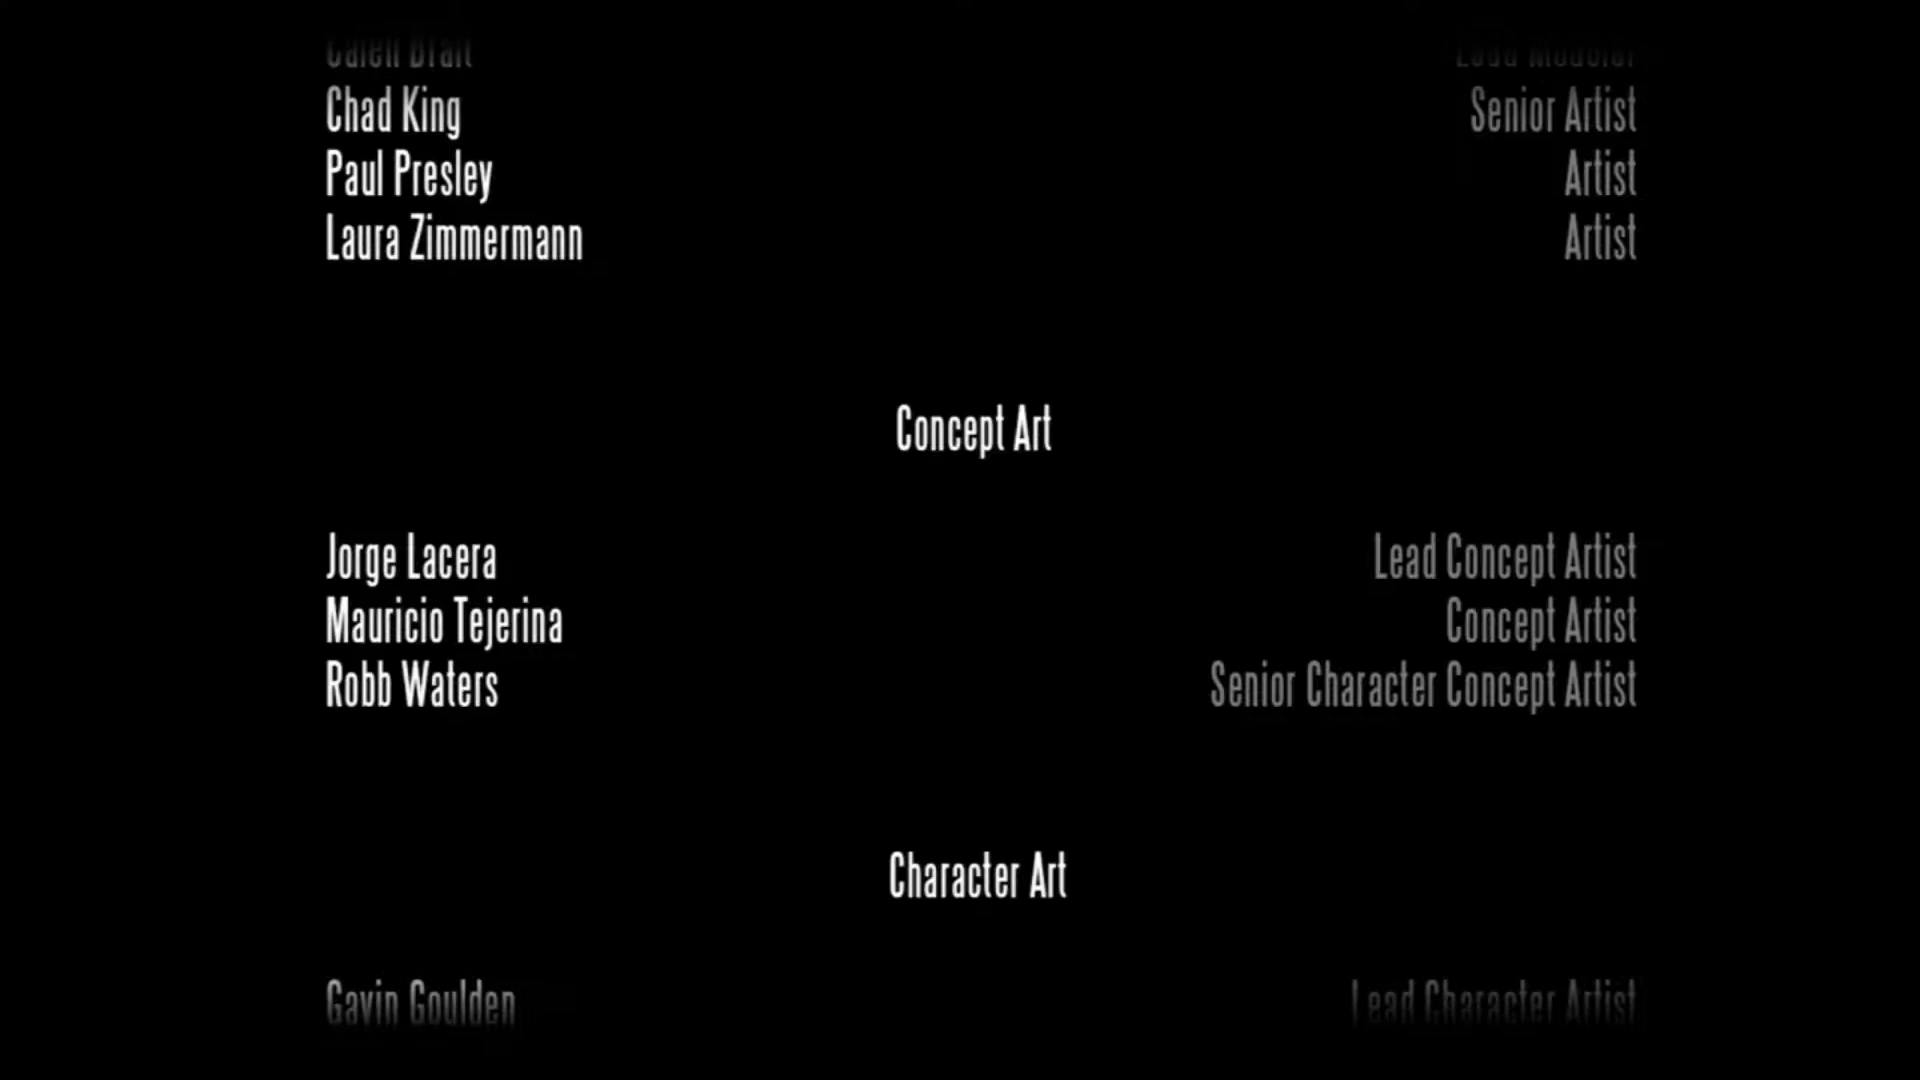 Chad King Senior Artist
Paul Presley Artist
Laura Zimmermann Artist
Concept Art
Jorge Lacera Lead Concept Artist
Mauricio Tejerina Concept Artist
Robb Waters Senior Character Concept Artist
Character Art
Gavin Goulden Lead Character Artist